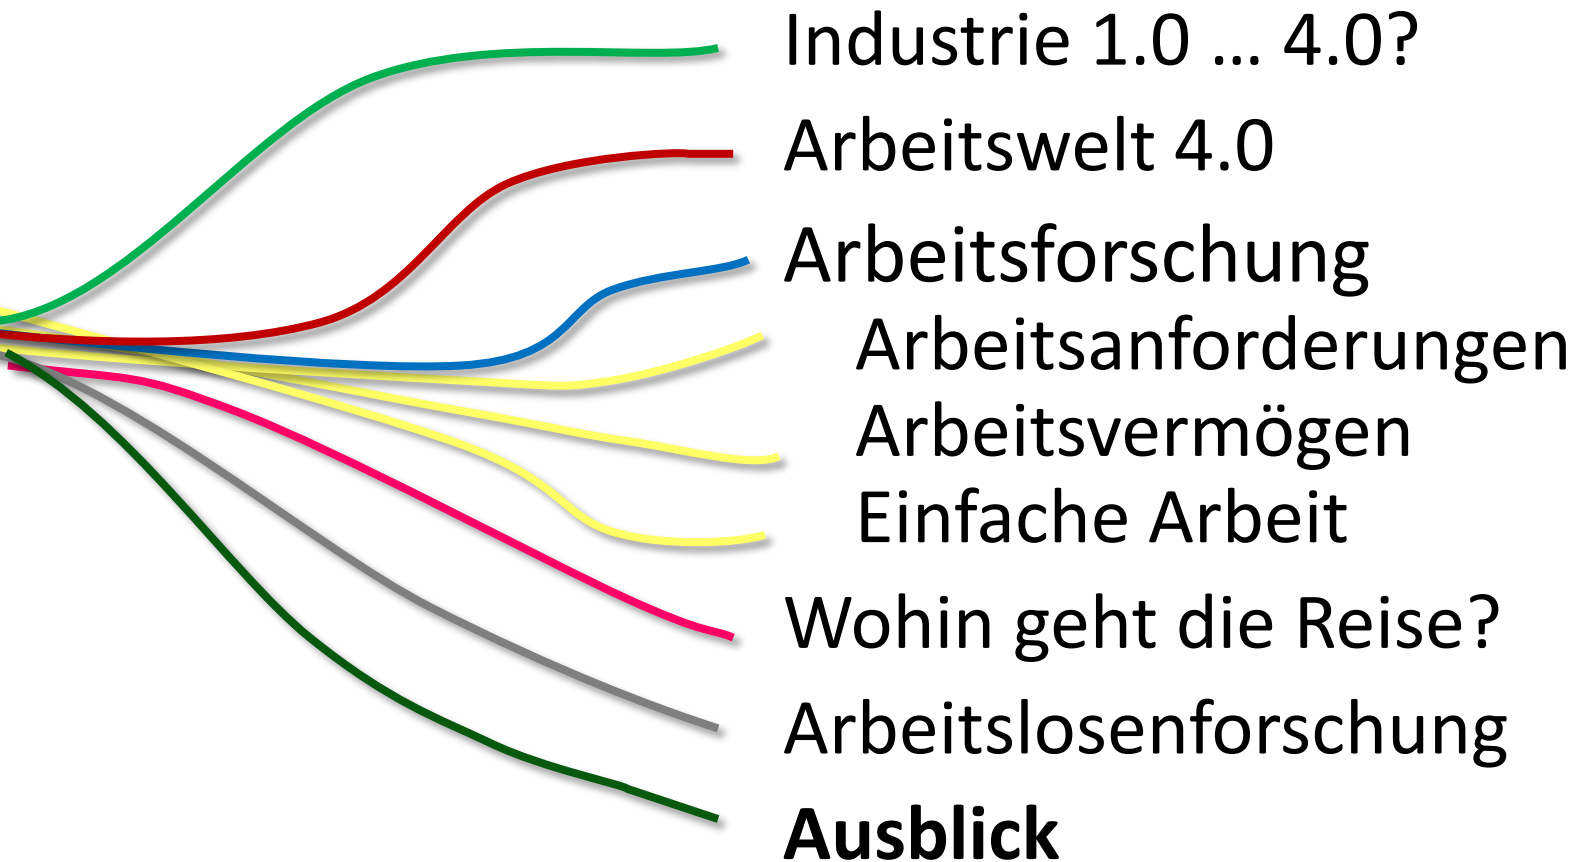 Industrie 1.0 … 4.0?
Arbeitswelt 4.0
Arbeitsforschung
Arbeitsanforderungen
Arbeitsvermögen
Einfache Arbeit
Wohin geht die Reise?
Arbeitslosenforschung
Ausblick